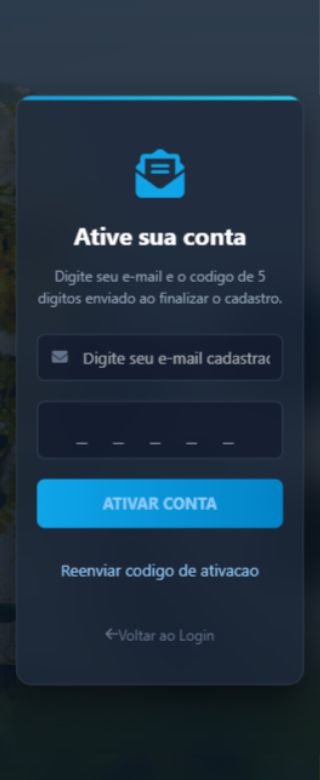 Ative sua conta
Digite seu e-mail e o codigo de 5
digitos enviado ao finalizar o cadastro.
Digite seu e-mail cadastrac
_ _ _ _ _
ATIVAR CONTA
Reenviar codigo de ativacao
←Voltar ao Login